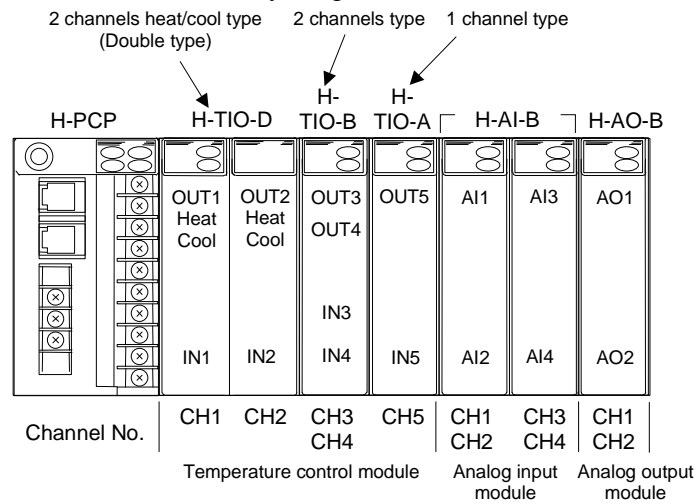 2 channels heat/cool type
(Double type)
2 channels type
1 channel type
H-PCP
H-TIO-D
H-
TIO-B
H-
TIO-A
H-AI-B
H-AO-B
OUT1
Heat
Cool
OUT2
Heat
Cool
OUT3
OUT4
OUT5
AI1
AI3
AO1
IN3
IN1
IN2
IN4
IN5
AI2
AI4
AO2
Channel No.
CH1
CH2
CH3
CH4
CH5
CH1
CH2
CH3
CH4
CH1
CH2
Temperature control module
Analog input
module
Analog output
module